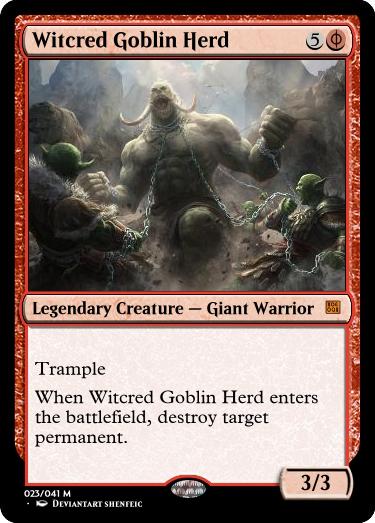 Witcred Goblin Herd 5
Legendary Creature — Giant Warrior
Trample
When Witcred Goblin Herd enters
the battlefield, destroy target
permanent.
3/3
023/041 M
· Deviantart shenfeic